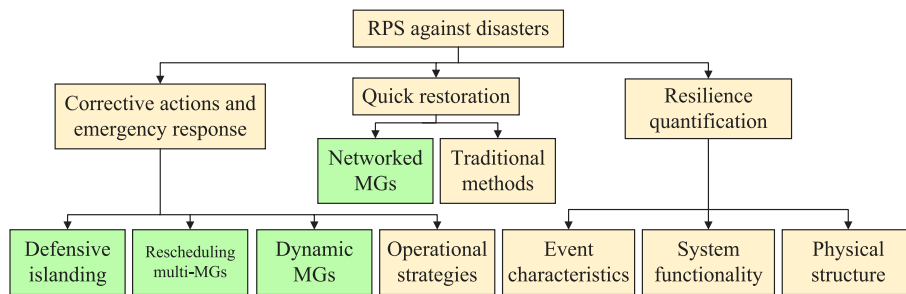 RPS against disasters
Corrective actions and
emergency response
Quick restoration
Resilience
quantification
Networked
MGs
Traditional
methods
Defensive
islanding
Rescheduling
multi-MGs
Dynamic
MGs
Operational
strategies
Event
characteristics
System
functionality
Physical
structure